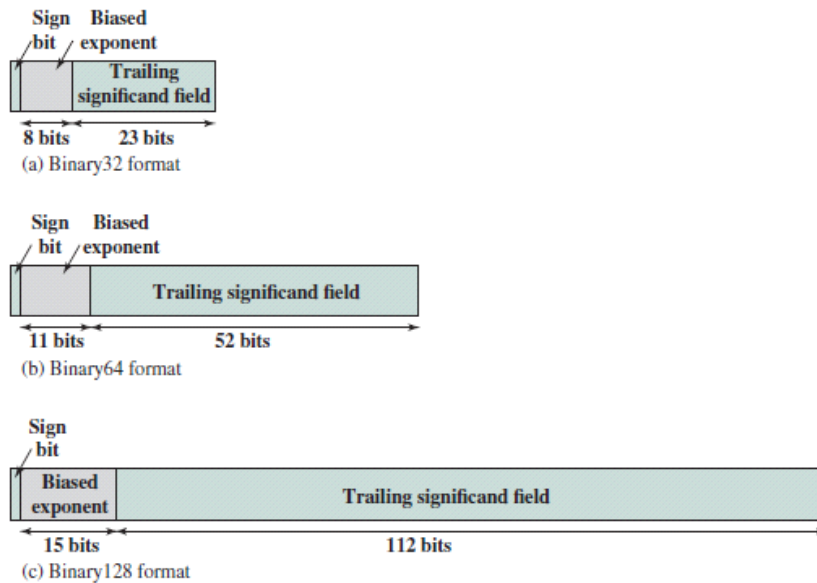 Sign Biased
bit exponent
Trailing
significand field
8 bits 23 bits
(a) Binary32 format
Sign Biased
bit exponent
Trailing significand field
11 bits 52 bits
(b) Binary64 format
Sign
bit
Biased
exponent
Trailing significand field
15 bits 112 bits
(c) Binary128 format